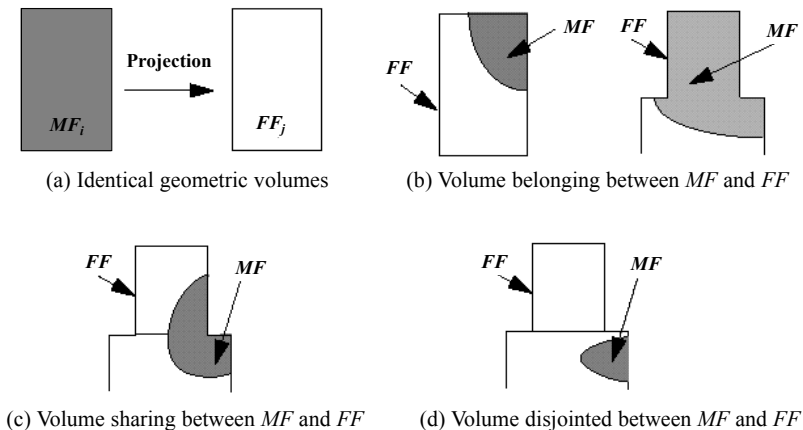 Projection
MFi
FFj
(a) Identical geometric volumes
FF
MF
FF
MF
(b) Volume belonging between MF and FF
FF
MF
(c) Volume sharing between MF and FF
FF
MF
(d) Volume disjointed between MF and FF